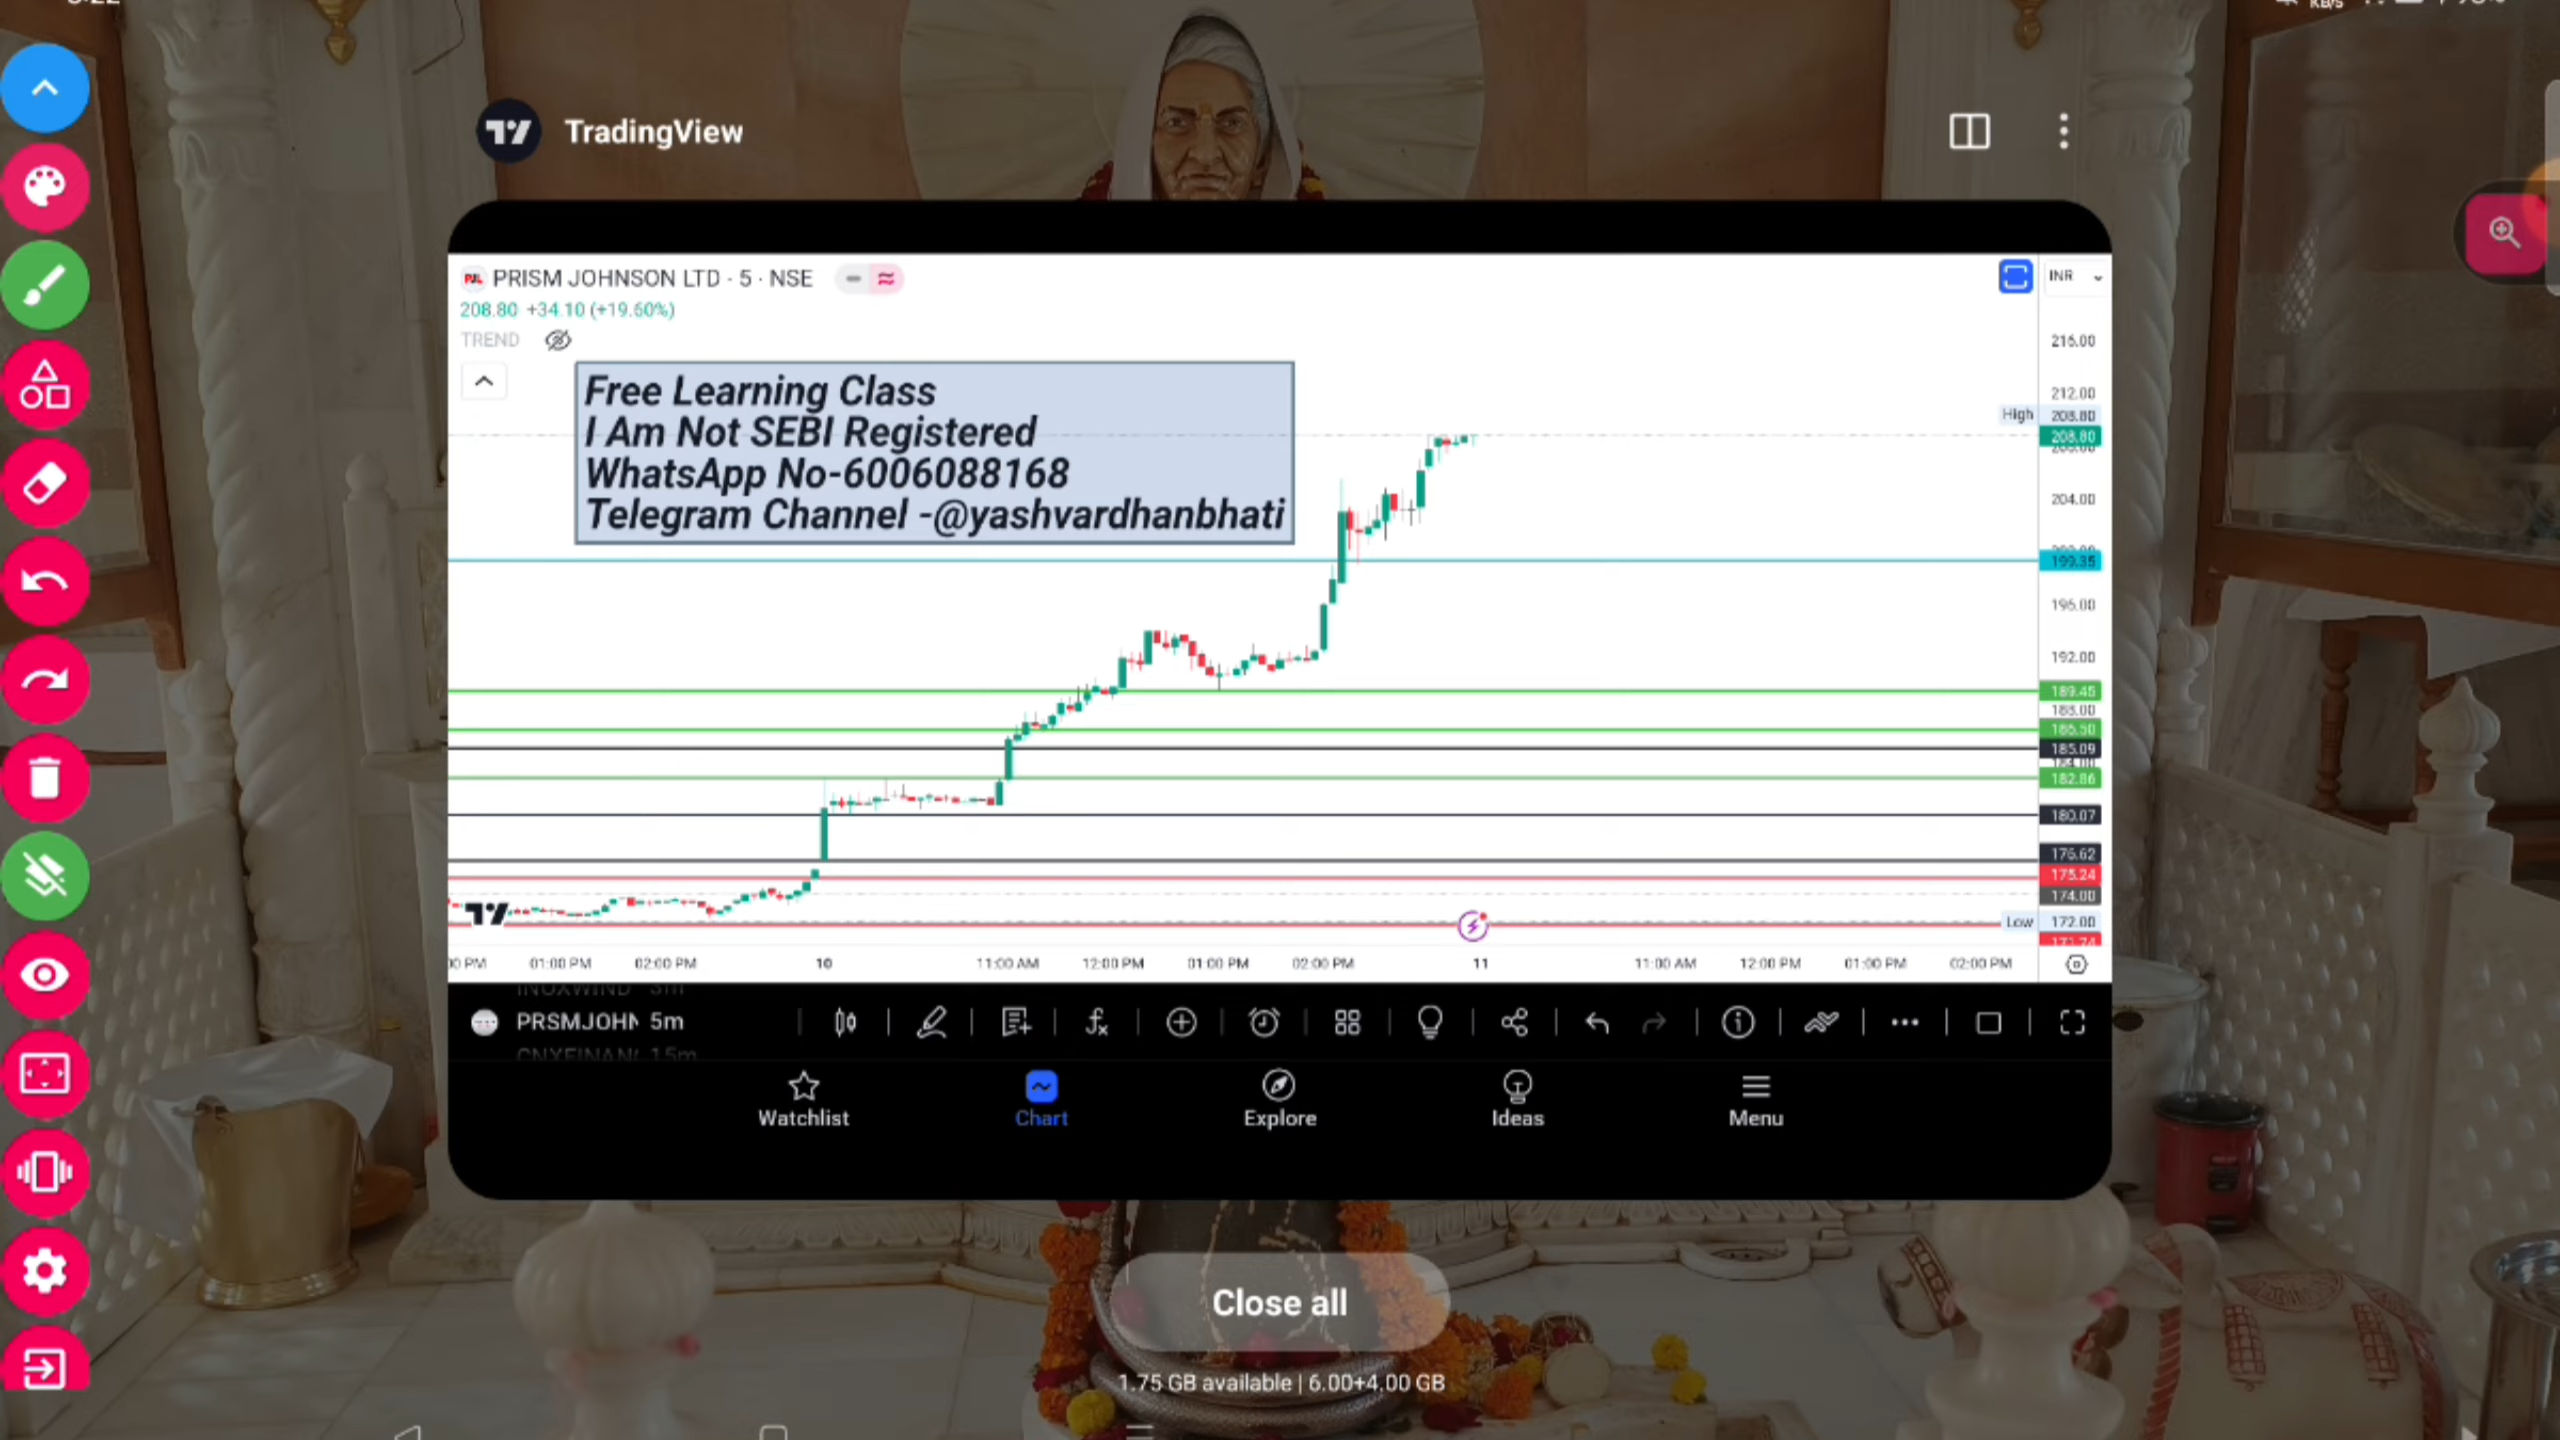 TradingView
PRISM JOHNSON LTD · 5 · NSE
INR
208.80 +34.10 (+19.60%)
TREND
Free Learning Class
I Am Not SEBI Registered
WhatsApp No-6006088168
Telegram Channel -@yashvardhanbhati
216.00
212.00
High 208.80
208.80
204.00
199.35
196.00
192.00
189.45
188.00
186.50
185.09
182.86
180.07
176.62
175.24
174.00
Low 172.00
01:00 PM 02:00 PM 10 11:00 AM 12:00 PM 01:00 PM 02:00 PM 11 11:00 AM 12:00 PM 01:00 PM 02:00 PM
PRSMJOHN 5m
Watchlist Chart Explore Ideas Menu
Close all
1.75 GB available | 6.00+4.00 GB